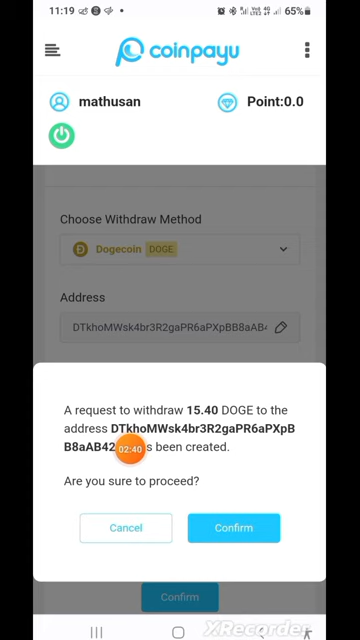 11:19 65%
coinpayu
mathusan Point:0.0
Choose Withdraw Method
Dogecoin DOGE
Address
DTkhoMWsk4br3R2gaPR6aPXpBB8aAB4
A request to withdraw 15.40 DOGE to the
address DTkhoMWsk4br3R2gaPR6aPXpB
B8aAB42 02:40 s been created.
Are you sure to proceed?
Cancel Confirm
Confirm
XRecorder